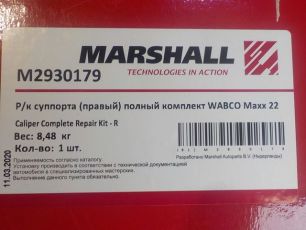 MARSHALL
M2930179
TECHNOLOGIES IN ACTION
Р/к суппорта (правый) полный комплект WABCO Maxx 22
Caliper Complete Repair Kit - R
Вес: 8,48 кг
Кол-во: 1 шт.
Применяемость согласно каталогу
Установку производить в соответствии с технической документацией
автомобиля в специализированных мастерских.
Выполнение данного пункта обязательно.
Разработано Marshall Autoparts B.V. (Нидерланды)
11.03.2020